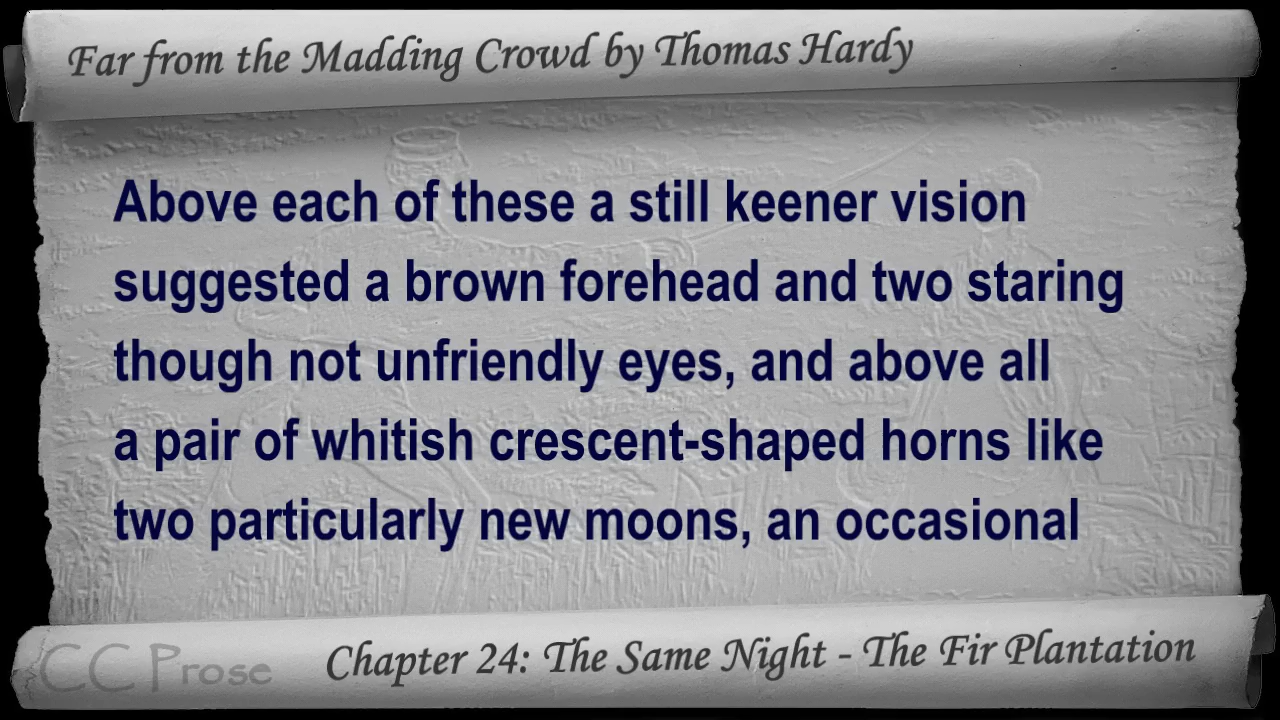 Far from the Madding Crowd by Thomas Hardy
Above each of these a still keener vision
suggested a brown forehead and two staring
though not unfriendly eyes, and above all
a pair of whitish crescent-shaped horns like
two particularly new moons, an occasional
CC Prose
Chapter 24: The Same Night - The Fir Plantation